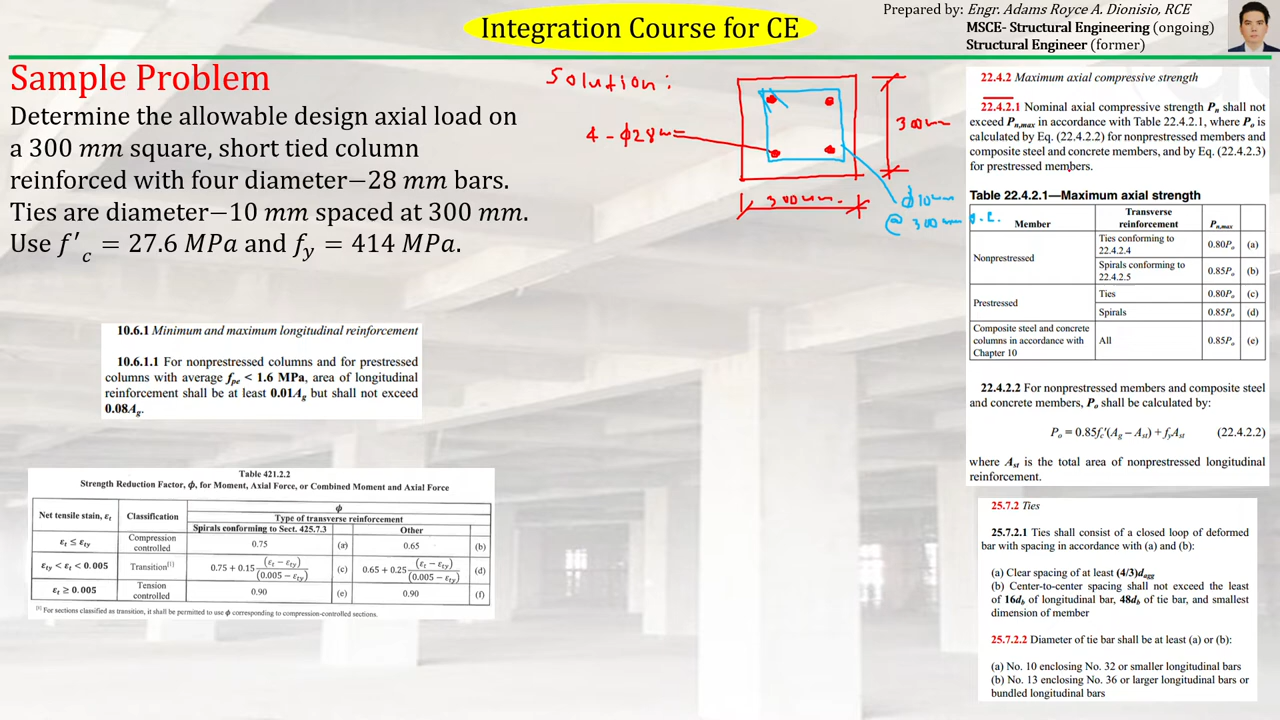 Integration Course for CE
Prepared by: Engr. Adams Royce A. Dionisio, RCE
MSCE- Structural Engineering (ongoing)
Structural Engineer (former)
Sample Problem
Determine the allowable design axial load on
a 300 mm square, short tied column
reinforced with four diameter−28 mm bars.
Ties are diameter−10 mm spaced at 300 mm.
Use f′c = 27.6 MPa and fy = 414 MPa.
Solution:
4 - ϕ28mm
300mm
300mm
ϕ10mm
@ 300mm o.c.
10.6.1 Minimum and maximum longitudinal reinforcement
10.6.1.1 For nonprestressed columns and for prestressed
columns with average fpe < 1.6 MPa, area of longitudinal
reinforcement shall be at least 0.01Ag but shall not exceed
0.08Ag.
Table 421.2.2
Strength Reduction Factor, ϕ, for Moment, Axial Force, or Combined Moment and Axial Force
Net tensile stain, εt Classification ϕ
Type of transverse reinforcement
Spirals conforming to Sect. 425.7.3 Other
εt ≤ εty Compression controlled 0.75 (a) 0.65 (b)
εty < εt < 0.005 Transition[1] 0.75 + 0.15 (εt − εty)/(0.005 − εty) (c) 0.65 + 0.25 (εt − εty)/(0.005 − εty) (d)
εt ≥ 0.005 Tension controlled 0.90 (e) 0.90 (f)
[1] For sections classified as transition, it shall be permitted to use ϕ corresponding to compression-controlled sections.
22.4.2 Maximum axial compressive strength
22.4.2.1 Nominal axial compressive strength Pn shall not
exceed Pn,max in accordance with Table 22.4.2.1, where Po is
calculated by Eq. (22.4.2.2) for nonprestressed members and
composite steel and concrete members, and by Eq. (22.4.2.3)
for prestressed members.
Table 22.4.2.1—Maximum axial strength
Member Transverse reinforcement Pn,max
Nonprestressed Ties conforming to 22.4.2.4 0.80Po (a)
Spirals conforming to 22.4.2.5 0.85Po (b)
Prestressed Ties 0.80Po (c)
Spirals 0.85Po (d)
Composite steel and concrete columns in accordance with Chapter 10 All 0.85Po (e)
22.4.2.2 For nonprestressed members and composite steel
and concrete members, Po shall be calculated by:
Po = 0.85fc′(Ag – Ast) + fyAst (22.4.2.2)
where Ast is the total area of nonprestressed longitudinal
reinforcement.
25.7.2 Ties
25.7.2.1 Ties shall consist of a closed loop of deformed
bar with spacing in accordance with (a) and (b):
(a) Clear spacing of at least (4/3)dagg
(b) Center-to-center spacing shall not exceed the least
of 16db of longitudinal bar, 48db of tie bar, and smallest
dimension of member
25.7.2.2 Diameter of tie bar shall be at least (a) or (b):
(a) No. 10 enclosing No. 32 or smaller longitudinal bars
(b) No. 13 enclosing No. 36 or larger longitudinal bars or
bundled longitudinal bars